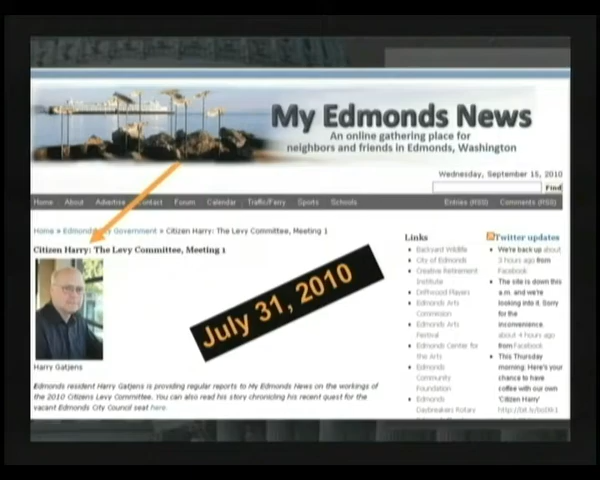 My Edmonds News
An online gathering place for
neighbors and friends in Edmonds, Washington
Wednesday, September 15, 2010
Find
Home About Advertise Contact Forum Calendar Traffic/Ferry Sports Schools Entries (RSS) Comments (RSS)
Home » Edmonds Government » Citizen Harry: The Levy Committee, Meeting 1
Citizen Harry: The Levy Committee, Meeting 1
July 31, 2010
Harry Gatjens
Edmonds resident Harry Gatjens is providing regular reports to My Edmonds News on the workings of
the 2010 Citizens Levy Committee. You can also read his story chronicling his recent quest for the
vacant Edmonds City Council seat here.
Links
Backyard Wildlife
City of Edmonds
Creative Retirement
Institute
Driftwood Players
Edmonds Arts
Commission
Edmonds Arts
Festival
Edmonds Center for
the Arts
Edmonds
Community
Foundation
Edmonds
Daybreakers Rotary
Twitter updates
We're back up about
3 hours ago from
Facebook
The site is down this
a.m. and we're
looking into it. Sorry
for the
inconvenience.
about 4 hours ago
from Facebook
This Thursday
morning: Here's your
chance to have
coffee with our own
'Citizen Harry'